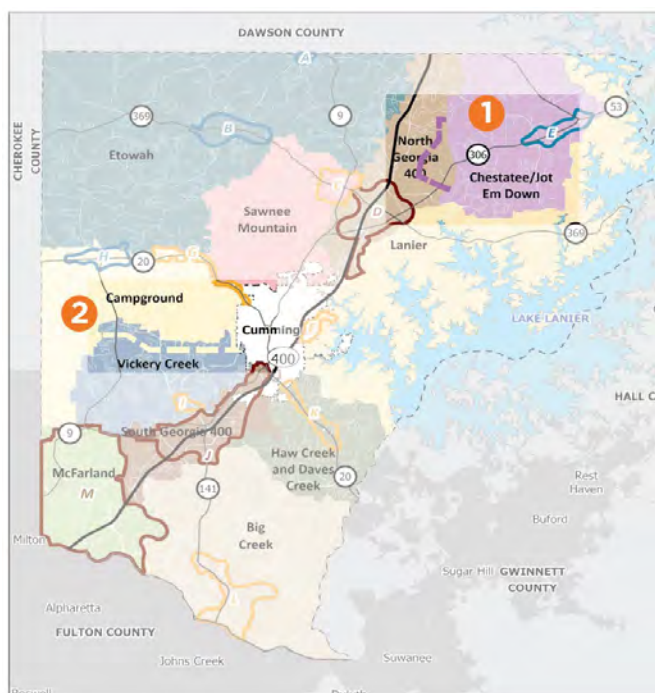 DAWSON COUNTY
A
53
369
B
9
1
E
CHEROKEE
COUNTY
Etowah
North
Georgia
400
306
Chestatee/Jot
Em Down
C
Sawnee
Mountain
D
Lanier
369
H
20
G
Campground
2
Cumming
F
LAKE LANIER
Vickery Creek
400
HALL C
I
K
9
South Georgia 400
McFarland
J
Haw Creek
and Daves
Creek
M
141
20
Rest
Haven
Big
Creek
Buford
Milton
Sugar Hill
GWINNETT
COUNTY
L
Alpharetta
FULTON COUNTY
Johns Creek
Suwanee